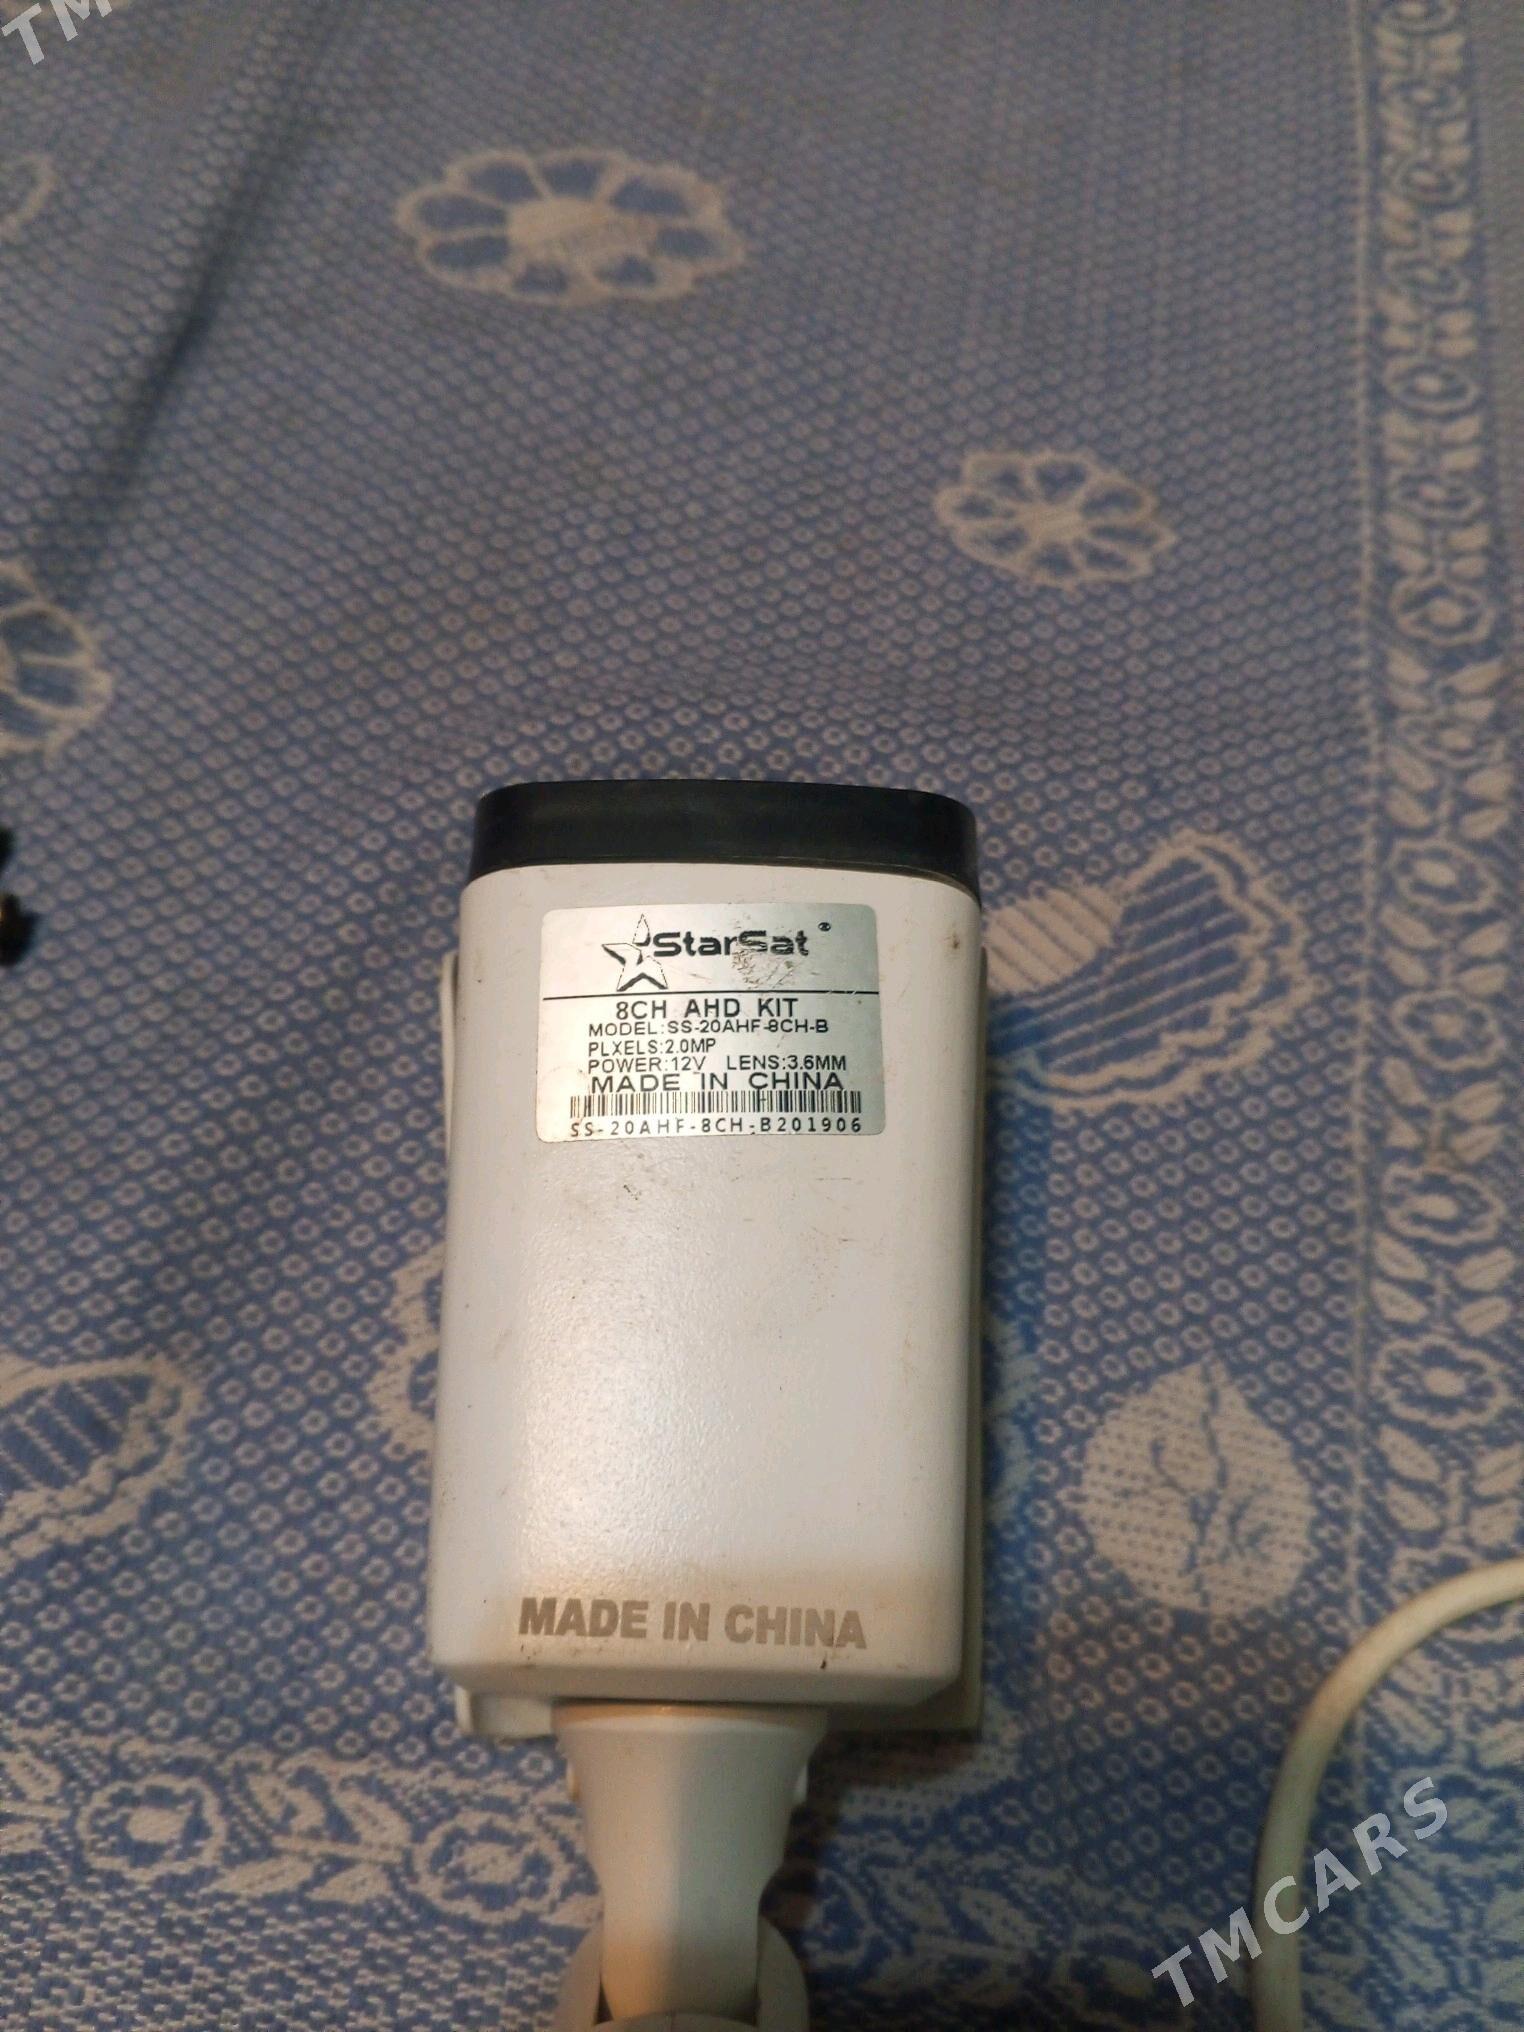 TM
StarSat®
8CH AHD KIT
MODEL:SS-20AHF-8CH-B
PLXELS:2.0MP
POWER:12V LENS:3.6MM
MADE IN CHINA
SS-20AHF-8CH-B201906
MADE IN CHINA
TMCARS